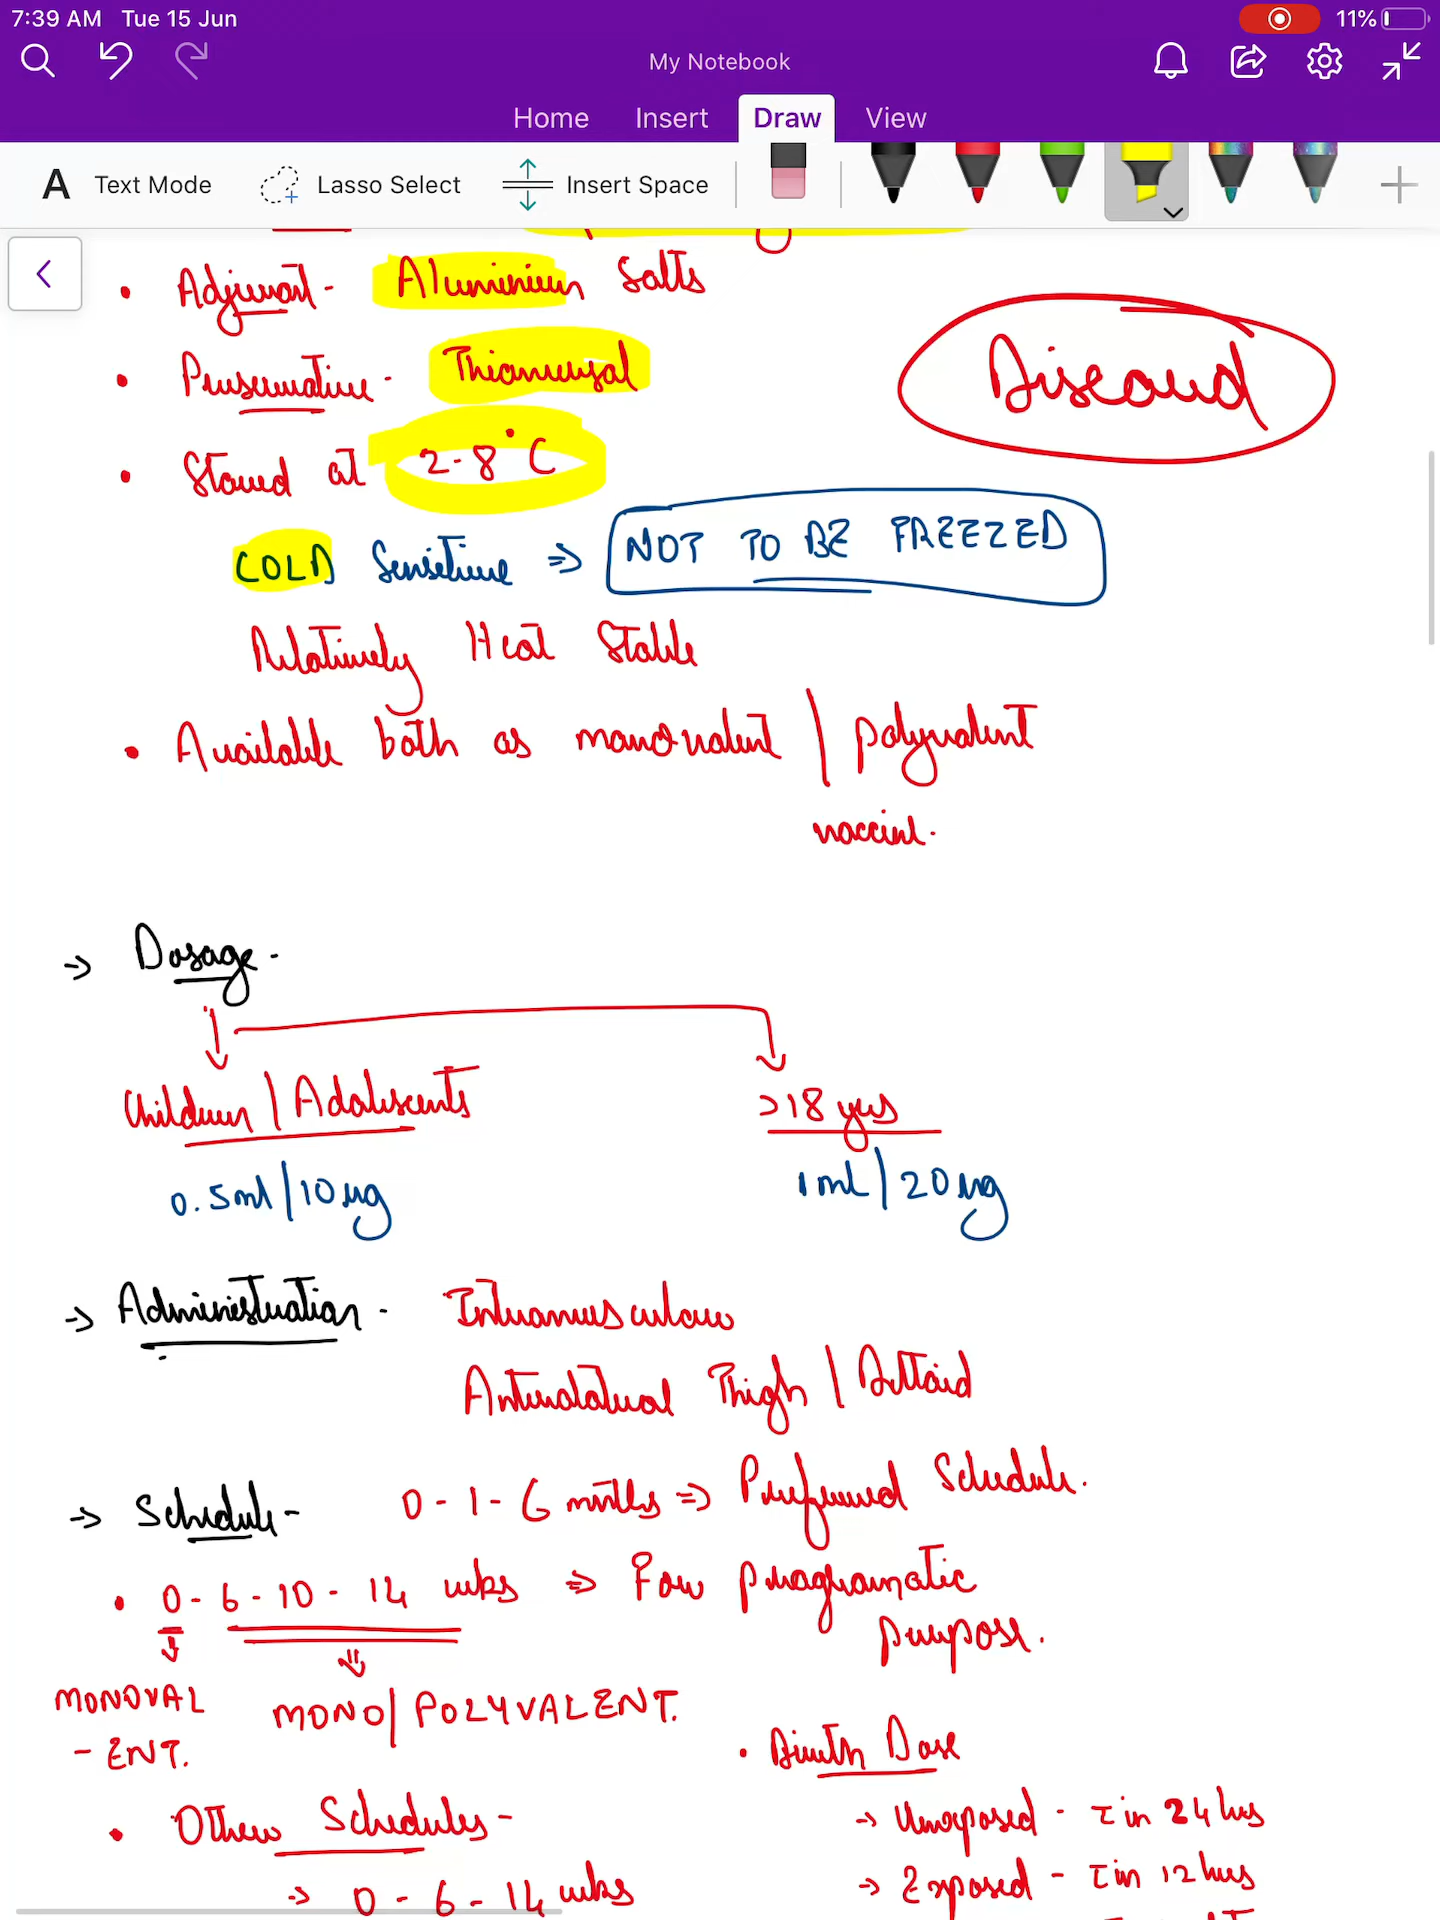 7:39 AM Tue 15 Jun
11%
My Notebook
Home Insert Draw View
A Text Mode Lasso Select Insert Space
• Adjuvant - Aluminium Salts
• Preservative - Thiomersal
Discard
• Stored at 2-8°C
COLD Sensitive ⇒ NOT TO BE FREEZED
Relatively Heat Stable
• Available both as monovalent | polyvalent
vaccine.
→ Dosage -
Children | Adolescents >18 yrs
0.5ml/10 µg 1ml/20 µg
→ Administration - Intramuscular
Anterolateral Thigh | Deltoid
→ Schedule - 0-1-6 months ⇒ Preferred Schedule.
• 0-6-10-14 wks ⇒ For programatic
purpose.
MONOVAL
-ENT.
MONO/POLYVALENT.
• Birth Dose
• Other Schedules -
→ Unexposed - τ in 24 hrs
→ Exposed - τ in 12 hrs
→ 0-6-14 wks